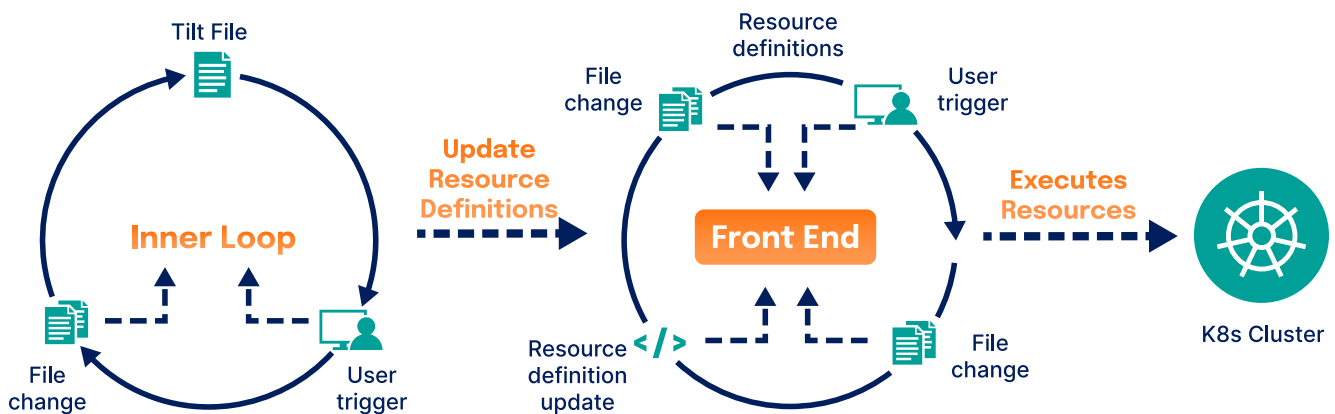 Tilt File
Inner Loop
File
change
User
trigger
Update
Resource
Definitions
Resource
definitions
File
change
User
trigger
Front End
Resource
definition
update
</>
File
change
Executes
Resources
K8s Cluster